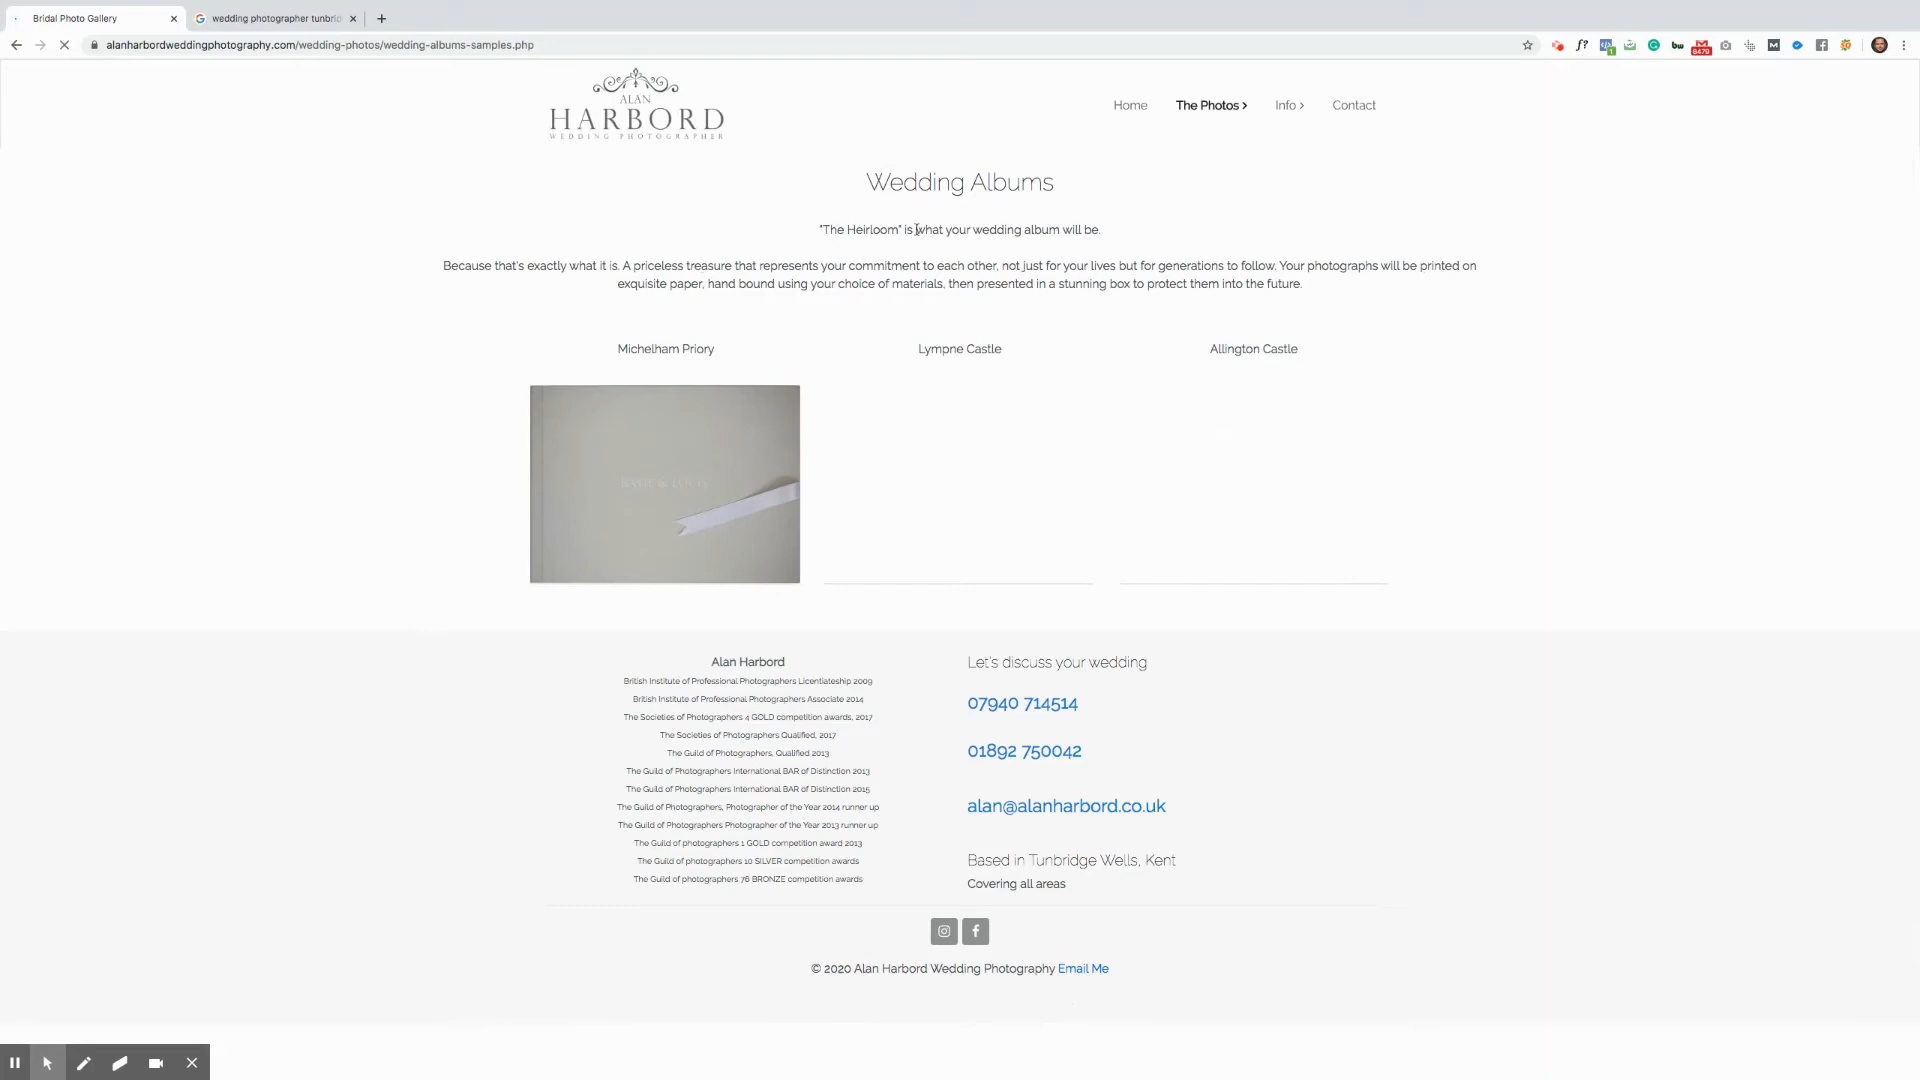 Bridal Photo Gallery
wedding photographer tunbrid
alanharbordweddingphotography.com/wedding-photos/wedding-albums-samples.php
f?
1
bw
8479
M
ALAN
HARBORD
WEDDING PHOTOGRAPHER
Home
The Photos >
Info >
Contact
Wedding Albums
"The Heirloom" is what your wedding album will be.
Because that's exactly what it is. A priceless treasure that represents your commitment to each other, not just for your lives but for generations to follow. Your photographs will be printed on
exquisite paper, hand bound using your choice of materials, then presented in a stunning box to protect them into the future.
Michelham Priory
Lympne Castle
Allington Castle
Alan Harbord
British Institute of Professional Photographers Licentiateship 2009
British Institute of Professional Photographers Associate 2014
The Societies of Photographers 4 GOLD competition awards, 2017
The Societies of Photographers Qualified, 2017
The Guild of Photographers, Qualified 2013
The Guild of Photographers International BAR of Distinction 2013
The Guild of Photographers International BAR of Distinction 2015
The Guild of Photographers, Photographer of the Year 2014 runner up
The Guild of Photographers Photographer of the Year 2013 runner up
The Guild of photographers 1 GOLD competition award 2013
The Guild of photographers 10 SILVER competition awards
The Guild of photographers 76 BRONZE competition awards
Let's discuss your wedding
07940 714514
01892 750042
alan@alanharbord.co.uk
Based in Tunbridge Wells, Kent
Covering all areas
© 2020 Alan Harbord Wedding Photography Email Me